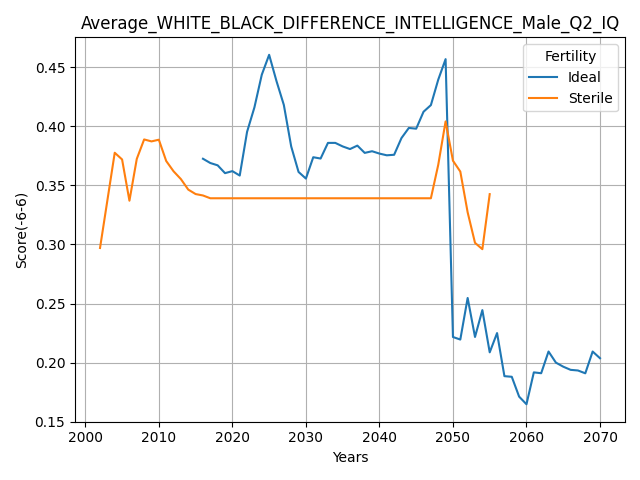 Average_WHITE_BLACK_DIFFERENCE_INTELLIGENCE_Male_Q2_IQ
Fertility
Ideal
Sterile
Score(-6-6)
0.45
0.40
0.35
0.30
0.25
0.20
0.15
2000 2010 2020 2030 2040 2050 2060 2070
Years